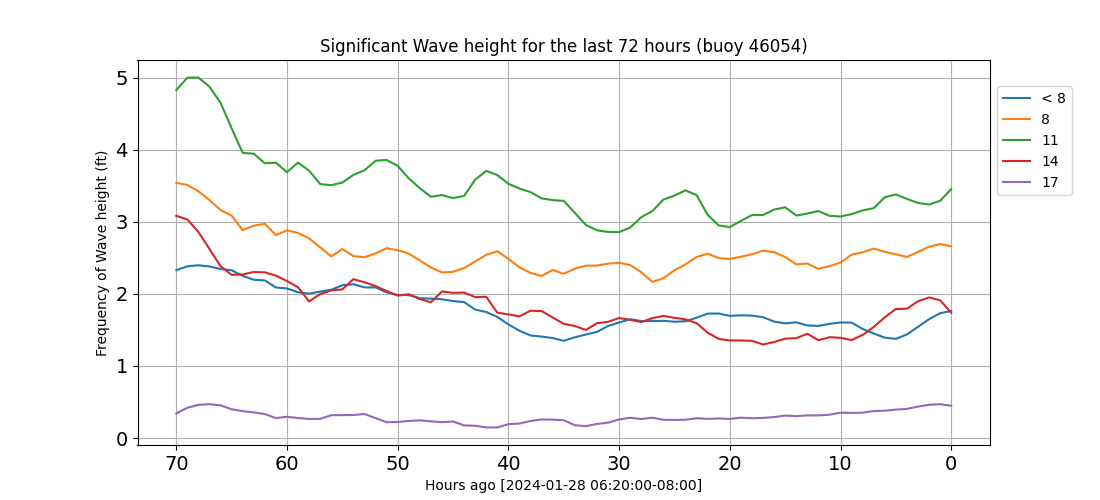 Significant Wave height for the last 72 hours (buoy 46054)
Frequency of Wave height (ft)
5
4
3
2
1
0
70 60 50 40 30 20 10 0
Hours ago [2024-01-28 06:20:00-08:00]
< 8
8
11
14
17